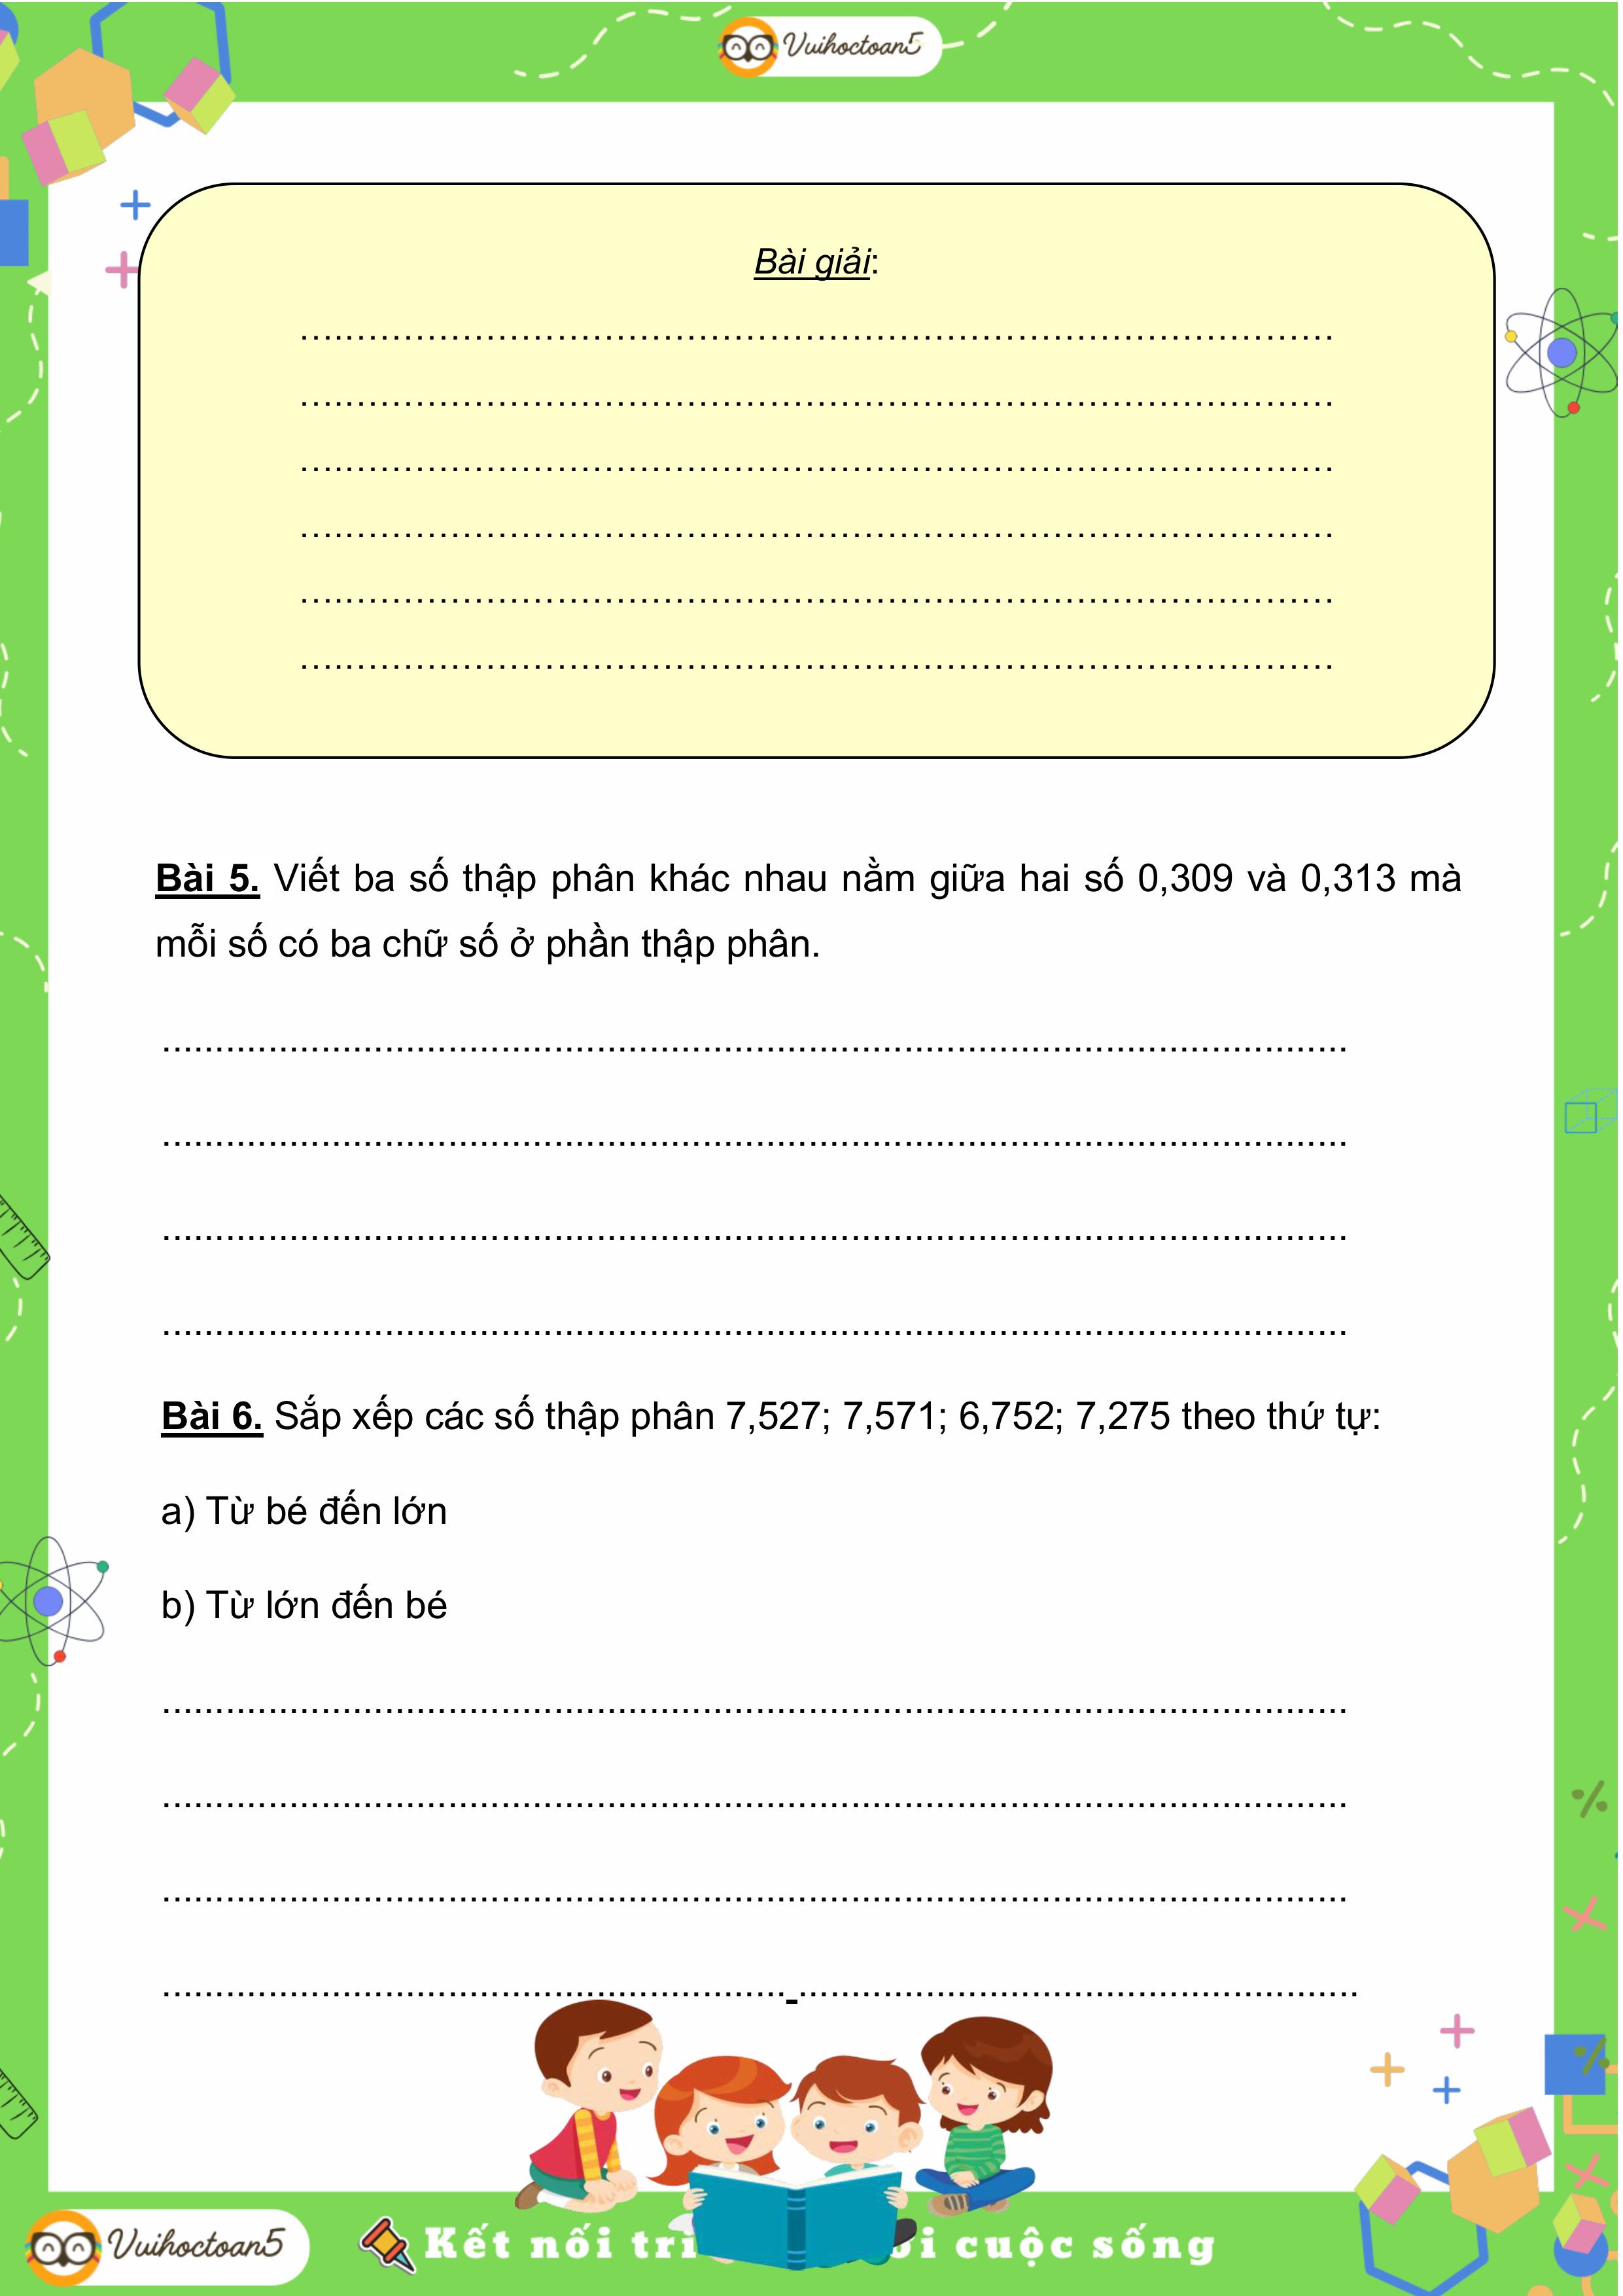 Vuihoctoan5
Bài giải:
Bài 5. Viết ba số thập phân khác nhau nằm giữa hai số 0,309 và 0,313 mà
mỗi số có ba chữ số ở phần thập phân.
Bài 6. Sắp xếp các số thập phân 7,527; 7,571; 6,752; 7,275 theo thứ tự:
a) Từ bé đến lớn
b) Từ lớn đến bé
Vuihoctoan5
Kết nối tri cuộc sống